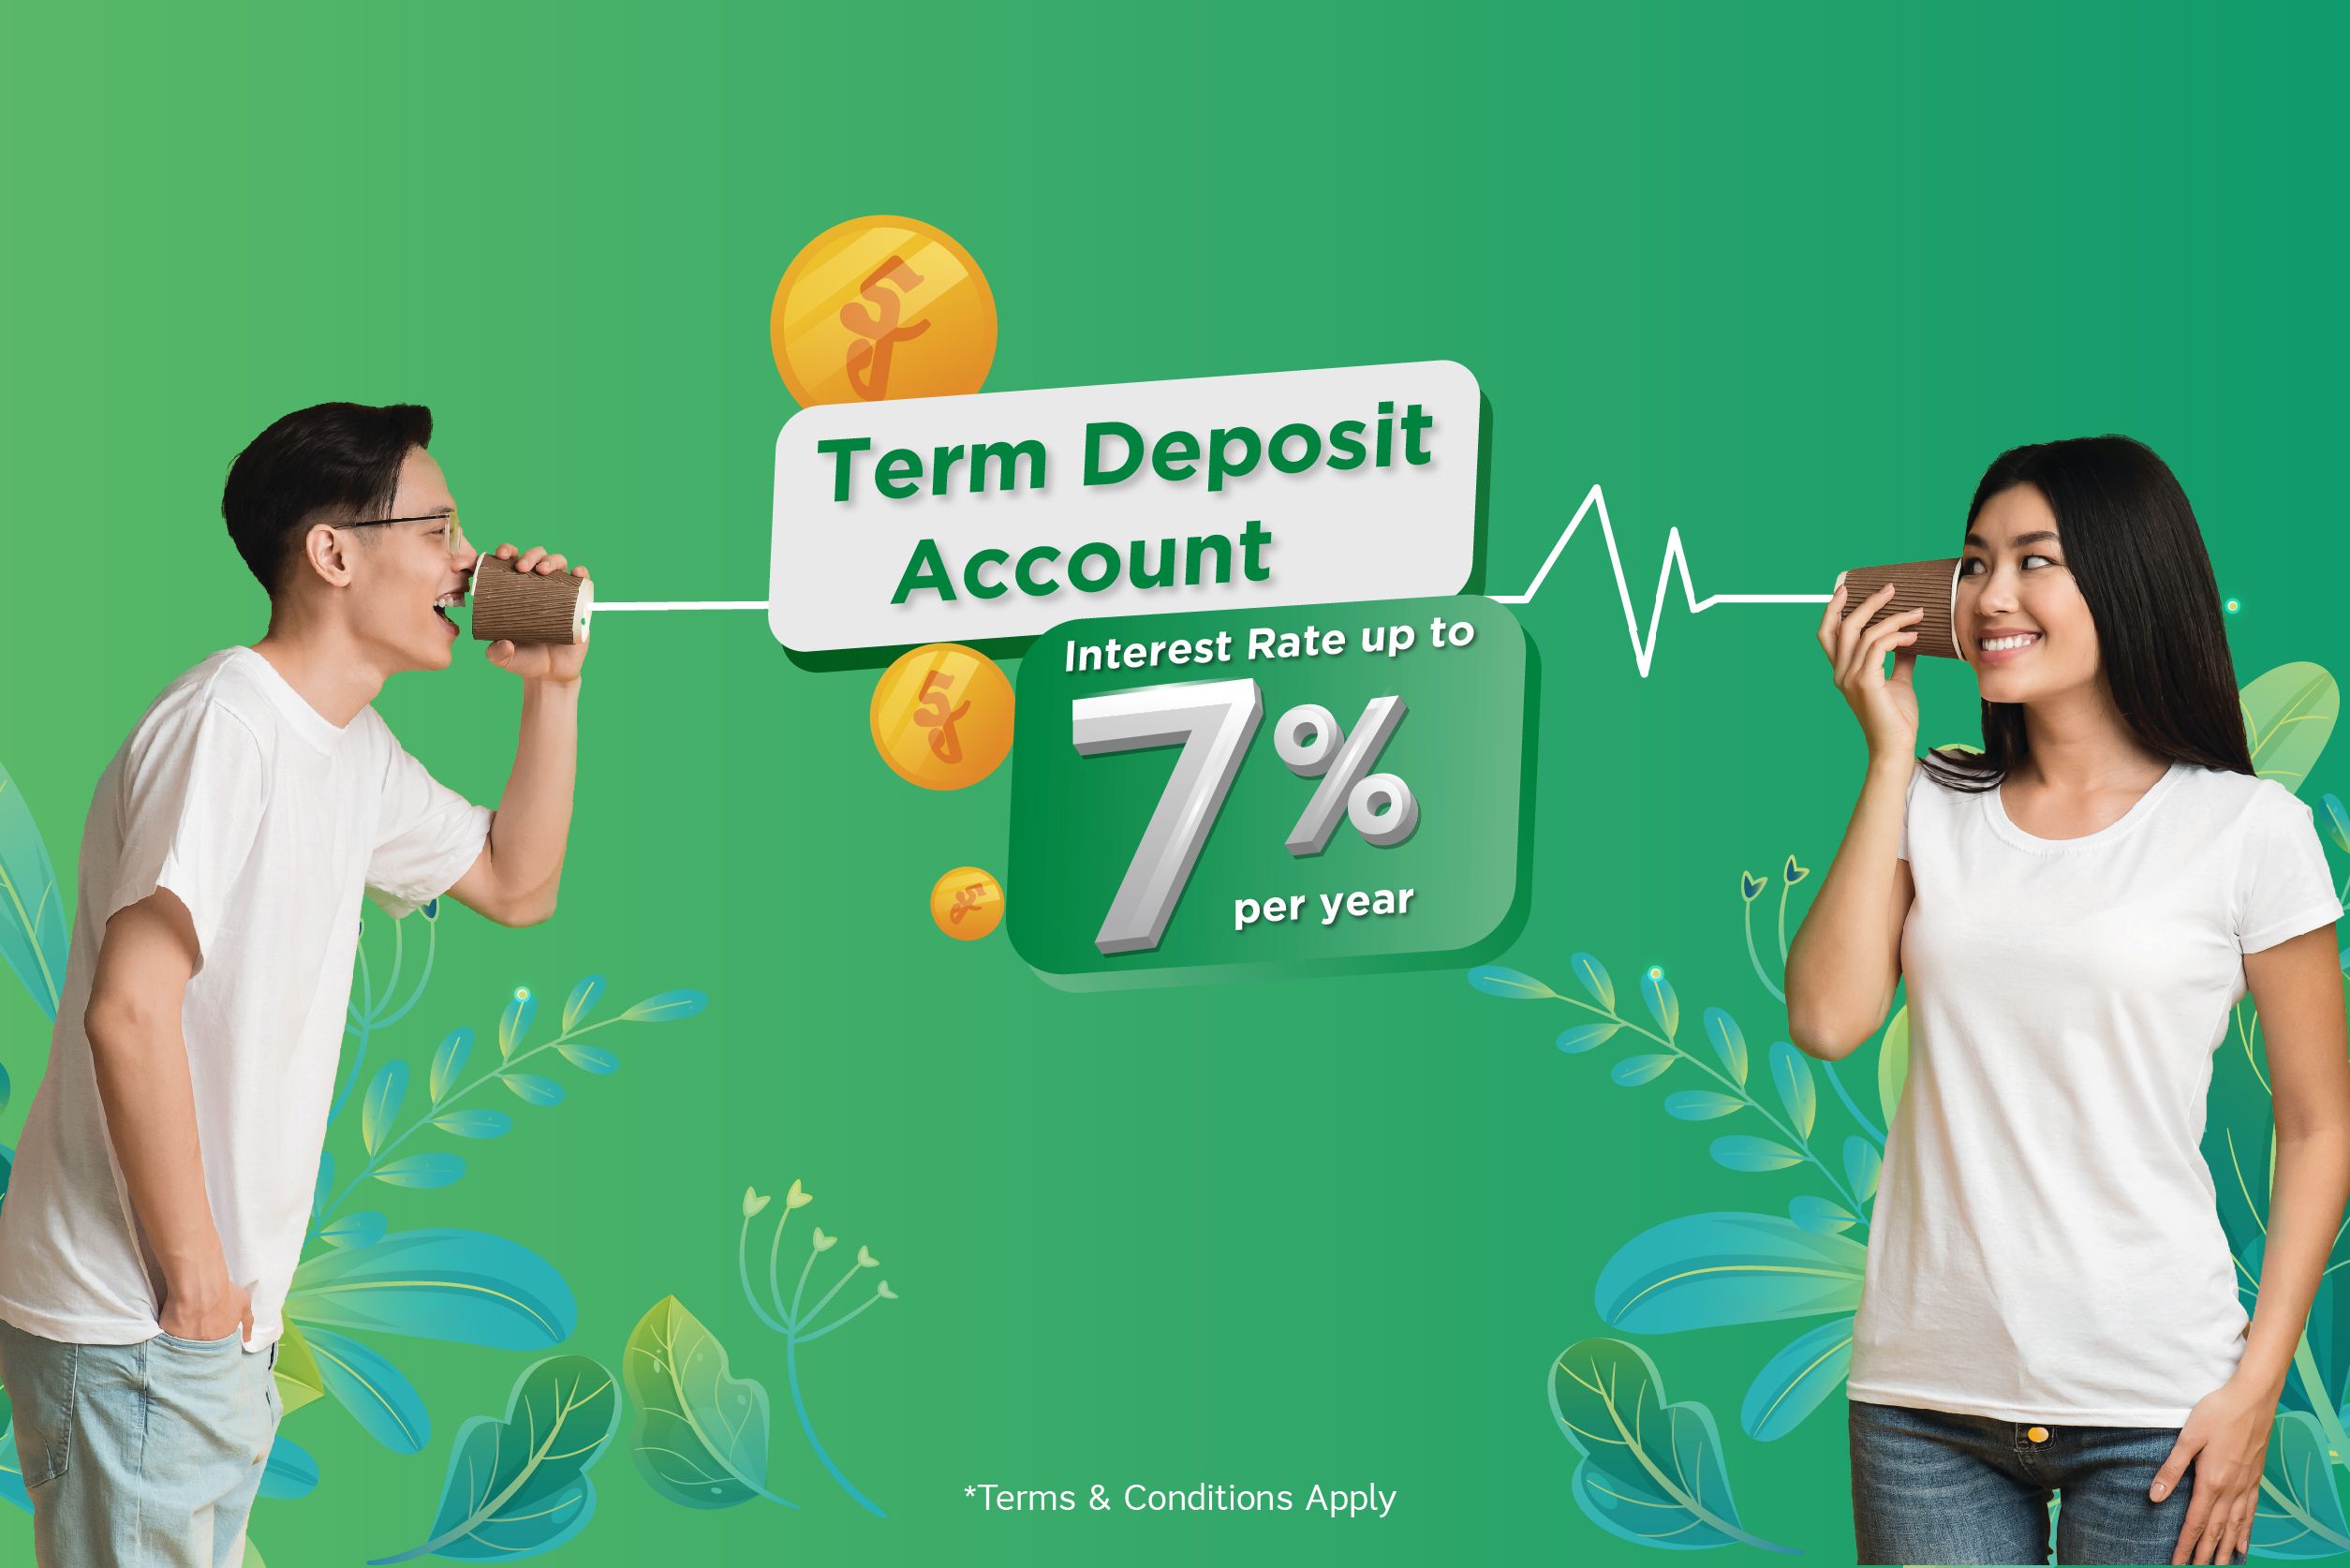 Term Deposit
Account
Interest Rate up to
7%
per year
*Terms & Conditions Apply